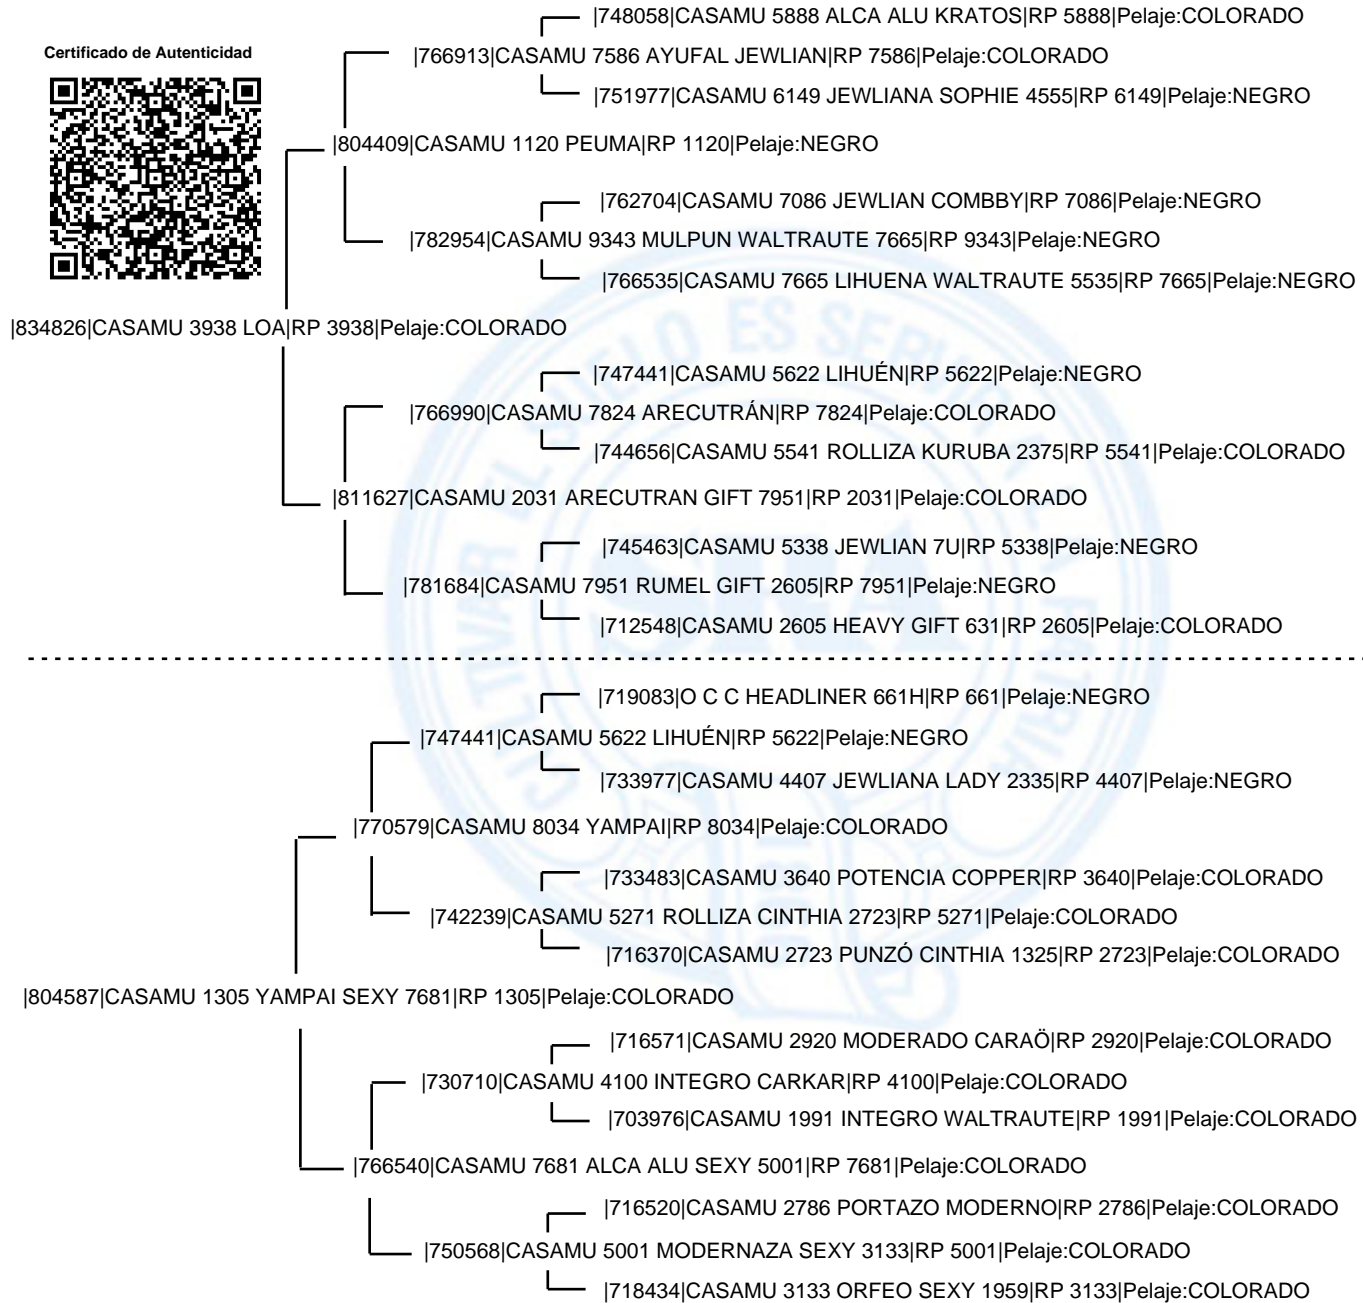 |748058|CASAMU 5888 ALCA ALU KRATOS|RP 5888|Pelaje:COLORADO
Certificado de Autenticidad
|766913|CASAMU 7586 AYUFAL JEWLIAN|RP 7586|Pelaje:COLORADO
|751977|CASAMU 6149 JEWLIANA SOPHIE 4555|RP 6149|Pelaje:NEGRO
|804409|CASAMU 1120 PEUMA|RP 1120|Pelaje:NEGRO
|762704|CASAMU 7086 JEWLIAN COMBBY|RP 7086|Pelaje:NEGRO
|782954|CASAMU 9343 MULPUN WALTRAUTE 7665|RP 9343|Pelaje:NEGRO
|766535|CASAMU 7665 LIHUENA WALTRAUTE 5535|RP 7665|Pelaje:NEGRO
|834826|CASAMU 3938 LOA|RP 3938|Pelaje:COLORADO
|747441|CASAMU 5622 LIHUÉN|RP 5622|Pelaje:NEGRO
|766990|CASAMU 7824 ARECUTRÁN|RP 7824|Pelaje:COLORADO
|744656|CASAMU 5541 ROLLIZA KURUBA 2375|RP 5541|Pelaje:COLORADO
|811627|CASAMU 2031 ARECUTRAN GIFT 7951|RP 2031|Pelaje:COLORADO
|745463|CASAMU 5338 JEWLIAN 7U|RP 5338|Pelaje:NEGRO
|781684|CASAMU 7951 RUMEL GIFT 2605|RP 7951|Pelaje:NEGRO
|712548|CASAMU 2605 HEAVY GIFT 631|RP 2605|Pelaje:COLORADO
|719083|O C C HEADLINER 661H|RP 661|Pelaje:NEGRO
|747441|CASAMU 5622 LIHUÉN|RP 5622|Pelaje:NEGRO
|733977|CASAMU 4407 JEWLIANA LADY 2335|RP 4407|Pelaje:NEGRO
|770579|CASAMU 8034 YAMPAI|RP 8034|Pelaje:COLORADO
|733483|CASAMU 3640 POTENCIA COPPER|RP 3640|Pelaje:COLORADO
|742239|CASAMU 5271 ROLLIZA CINTHIA 2723|RP 5271|Pelaje:COLORADO
|716370|CASAMU 2723 PUNZÓ CINTHIA 1325|RP 2723|Pelaje:COLORADO
|804587|CASAMU 1305 YAMPAI SEXY 7681|RP 1305|Pelaje:COLORADO
|716571|CASAMU 2920 MODERADO CARAÖ|RP 2920|Pelaje:COLORADO
|730710|CASAMU 4100 INTEGRO CARKAR|RP 4100|Pelaje:COLORADO
|703976|CASAMU 1991 INTEGRO WALTRAUTE|RP 1991|Pelaje:COLORADO
|766540|CASAMU 7681 ALCA ALU SEXY 5001|RP 7681|Pelaje:COLORADO
|716520|CASAMU 2786 PORTAZO MODERNO|RP 2786|Pelaje:COLORADO
|750568|CASAMU 5001 MODERNAZA SEXY 3133|RP 5001|Pelaje:COLORADO
|718434|CASAMU 3133 ORFEO SEXY 1959|RP 3133|Pelaje:COLORADO
CULTIVAR EL SUELO ES SERVIR A LA PATRIA
SRA
1866